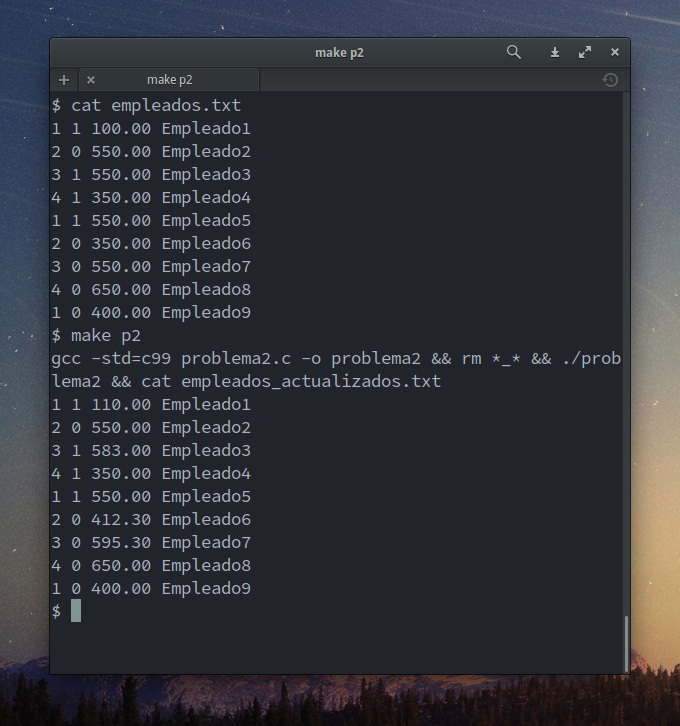 make p2
make p2
$ cat empleados.txt
1 1 100.00 Empleado1
2 0 550.00 Empleado2
3 1 550.00 Empleado3
4 1 350.00 Empleado4
1 1 550.00 Empleado5
2 0 350.00 Empleado6
3 0 550.00 Empleado7
4 0 650.00 Empleado8
1 0 400.00 Empleado9
$ make p2
gcc -std=c99 problema2.c -o problema2 && rm *_* && ./prob
lema2 && cat empleados_actualizados.txt
1 1 110.00 Empleado1
2 0 550.00 Empleado2
3 1 583.00 Empleado3
4 1 350.00 Empleado4
1 1 550.00 Empleado5
2 0 412.30 Empleado6
3 0 595.30 Empleado7
4 0 650.00 Empleado8
1 0 400.00 Empleado9
$